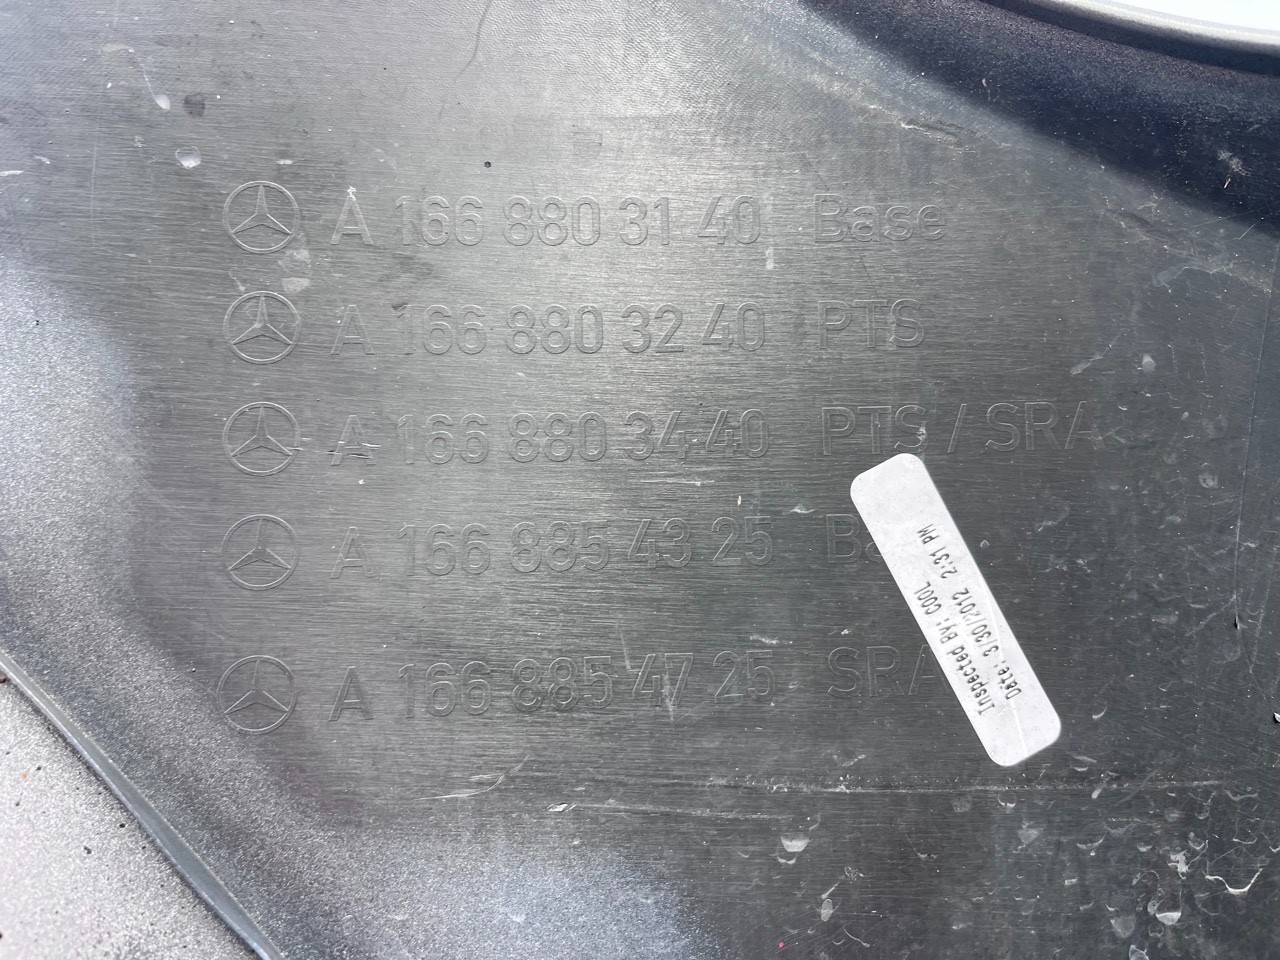 A 166 880 31 40 Base
A 166 880 32 40 PTS
A 166 880 34 40 PTS / SRA
A 166 885 43 25
A 166 885 47 25 SRA
Inspected By: COOL
Date: 3/30/2012 2:31 PM